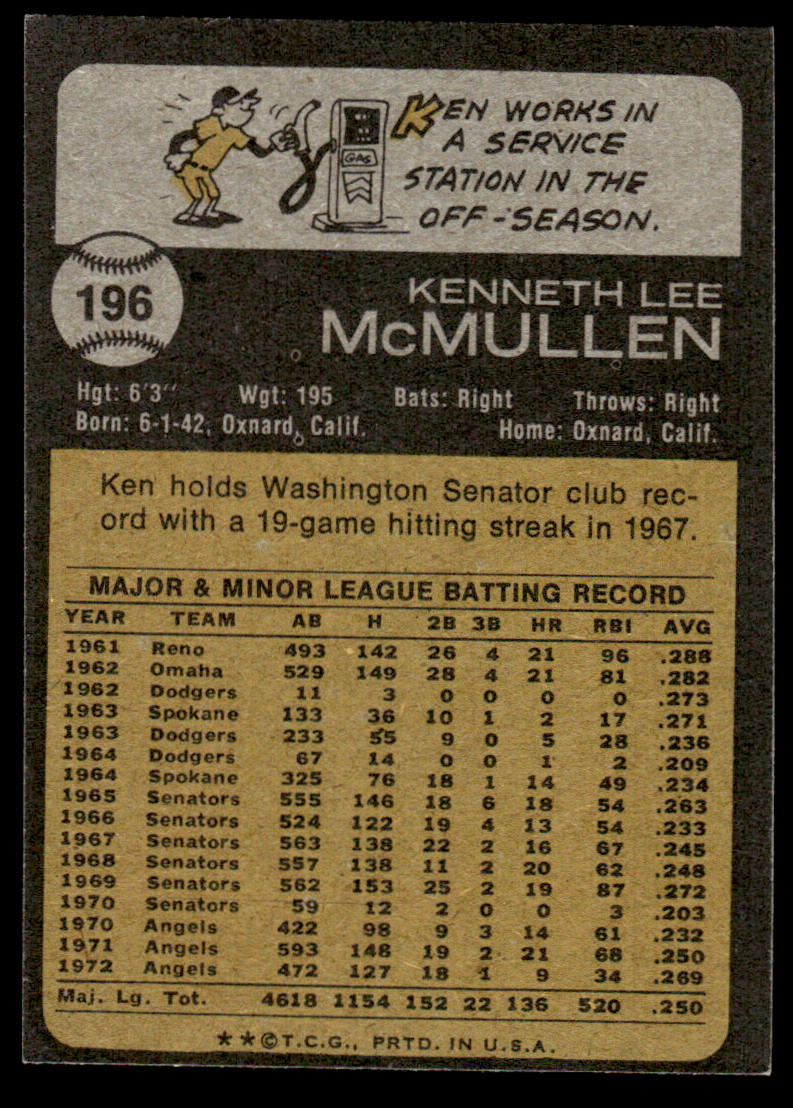 KEN WORKS IN
A SERVICE
STATION IN THE
OFF-SEASON.
GAS
196
KENNETH LEE
McMULLEN
Hgt: 6'3" Wgt: 195 Bats: Right Throws: Right
Born: 6-1-42, Oxnard, Calif. Home: Oxnard, Calif.
Ken holds Washington Senator club rec-
ord with a 19-game hitting streak in 1967.
MAJOR & MINOR LEAGUE BATTING RECORD
YEAR TEAM AB H 2B 3B HR RBI AVG
1961 Reno 493 142 26 4 21 96 .288
1962 Omaha 529 149 28 4 21 81 .282
1962 Dodgers 11 3 0 0 0 0 .273
1963 Spokane 133 36 10 1 2 17 .271
1963 Dodgers 233 55 9 0 5 28 .236
1964 Dodgers 67 14 0 0 1 2 .209
1964 Spokane 325 76 18 1 14 49 .234
1965 Senators 555 146 18 6 18 54 .263
1966 Senators 524 122 19 4 13 54 .233
1967 Senators 563 138 22 2 16 67 .245
1968 Senators 557 138 11 2 20 62 .248
1969 Senators 562 153 25 2 19 87 .272
1970 Senators 59 12 2 0 0 3 .203
1970 Angels 422 98 9 3 14 61 .232
1971 Angels 593 148 19 2 21 68 .250
1972 Angels 472 127 18 1 9 34 .269
Maj. Lg. Tot. 4618 1154 152 22 136 520 .250
**©T.C.G., PRTD. IN U.S.A.